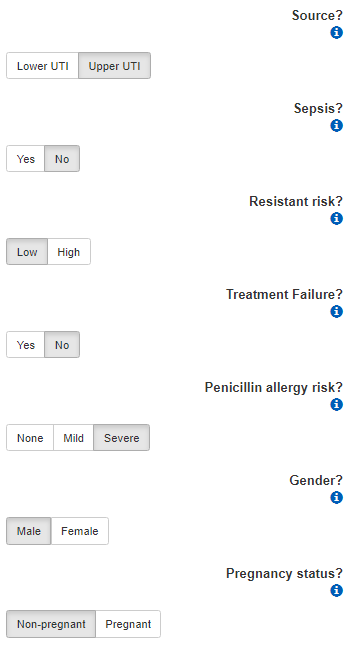 Source?
Lower UTI Upper UTI
Sepsis?
Yes No
Resistant risk?
Low High
Treatment Failure?
Yes No
Penicillin allergy risk?
None Mild Severe
Gender?
Male Female
Pregnancy status?
Non-pregnant Pregnant